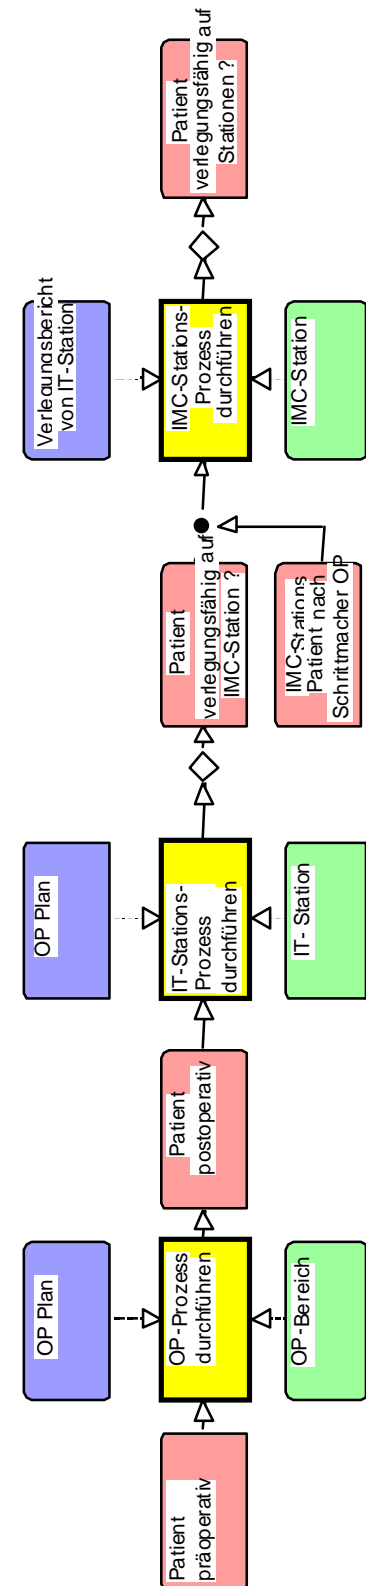 Patient
präoperativ
OP Plan
OP-Prozess
durchführen
OP-Bereich
Patient
postoperativ
OP Plan
IT-Stations-
Prozess
durchführen
IT- Station
Patient
verlegungsfähig auf
IMC-Station ?
IMC-Stations
Patient nach
Schrittmacher OP
Verlegungsbericht
von IT-Station
IMC-Stations-
Prozess
durchführen
IMC-Station
Patient
verlegungsfähig auf
Stationen ?